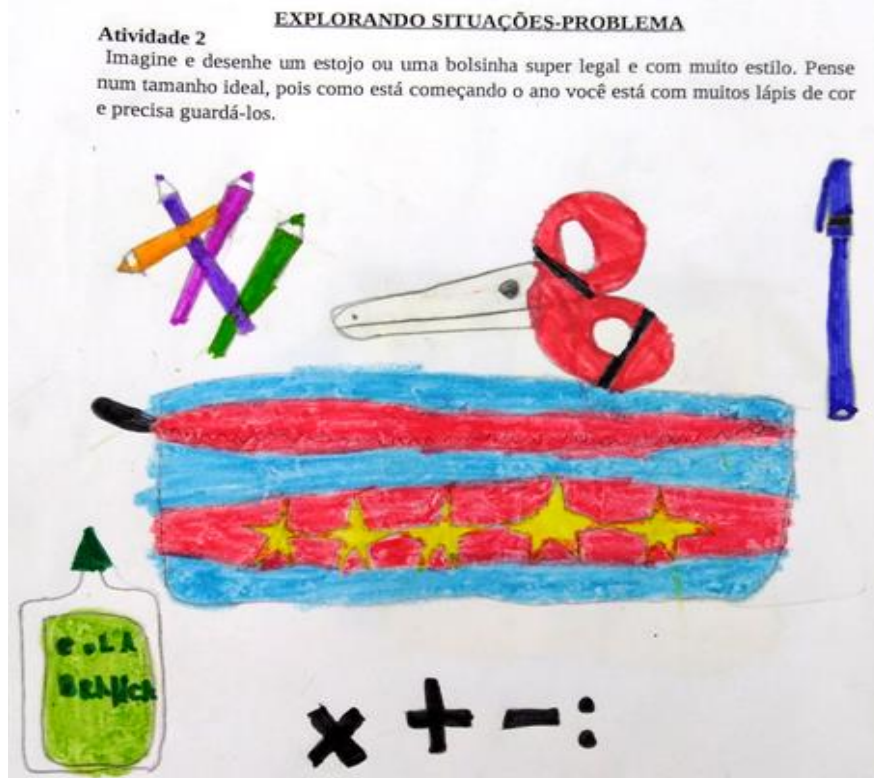 EXPLORANDO SITUAÇÕES-PROBLEMA
Atividade 2
Imagine e desenhe um estojo ou uma bolsinha super legal e com muito estilo. Pense
num tamanho ideal, pois como está começando o ano você está com muitos lápis de cor
e precisa guardá-los.
COLA
BRANCA
x + - :